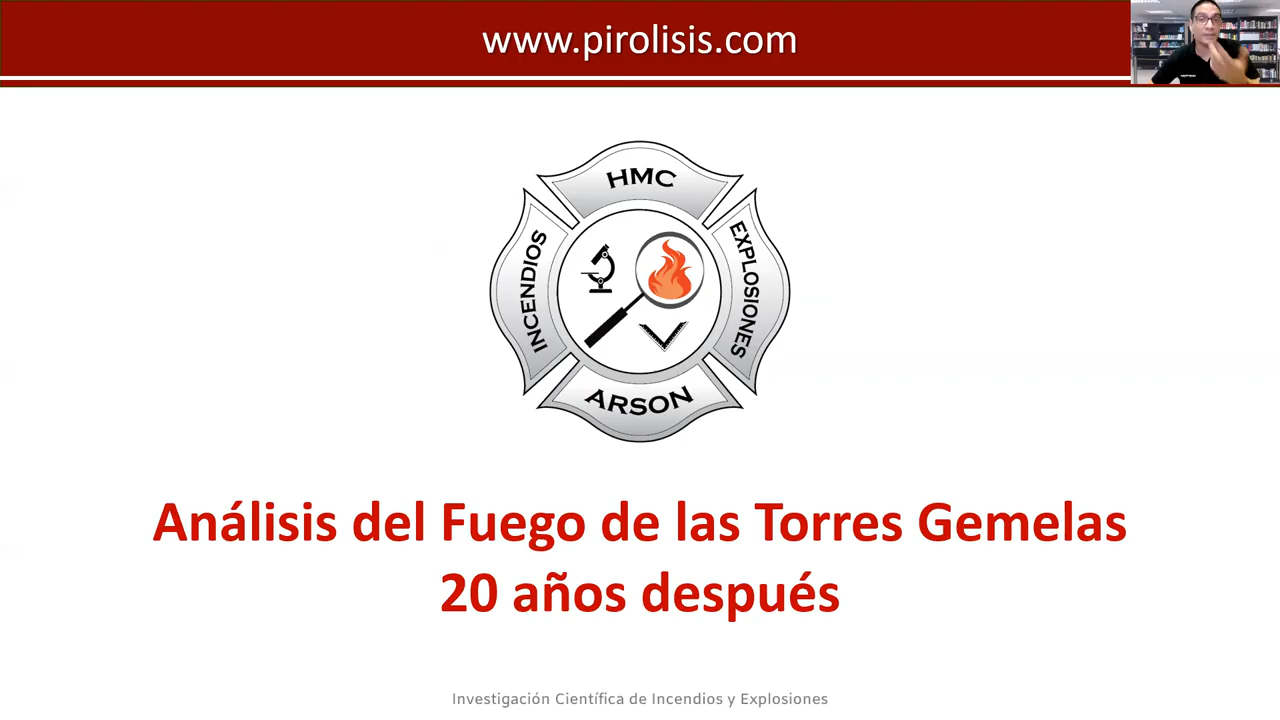 www.pirolisis.com
HMC
INCENDIOS
EXPLOSIONES
ARSON
Análisis del Fuego de las Torres Gemelas
20 años después
Investigación Científica de Incendios y Explosiones